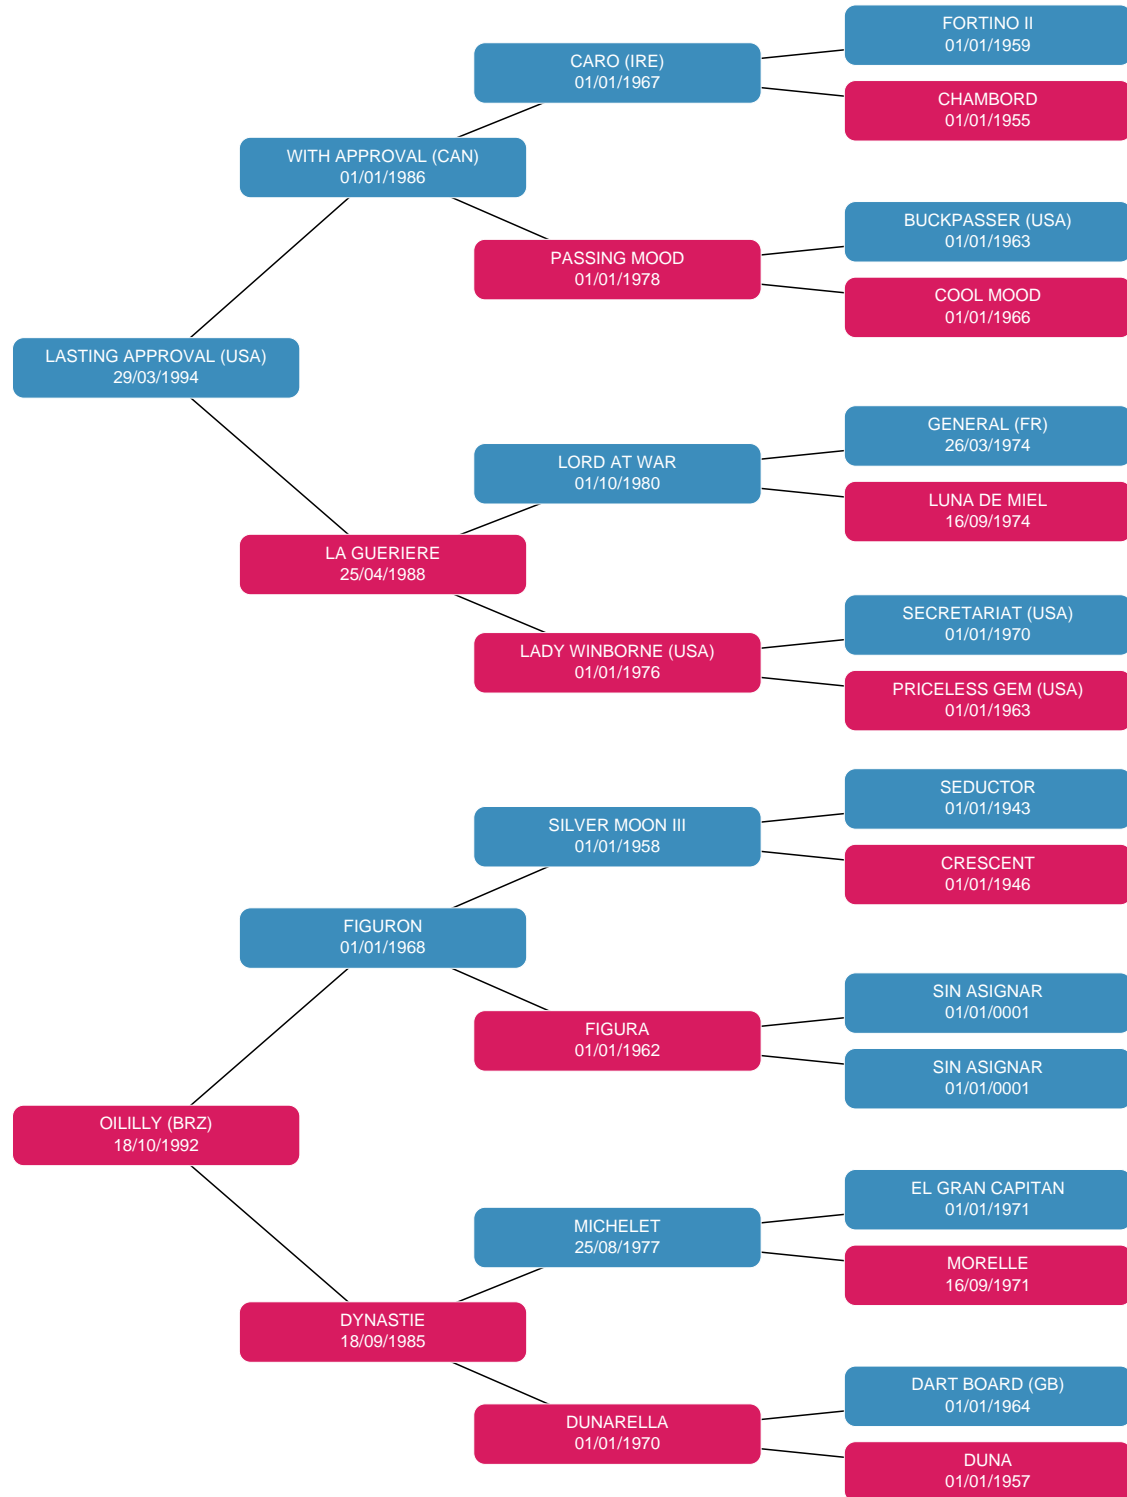 FORTINO II
01/01/1959
CARO (IRE)
01/01/1967
CHAMBORD
01/01/1955
WITH APPROVAL (CAN)
01/01/1986
BUCKPASSER (USA)
01/01/1963
PASSING MOOD
01/01/1978
COOL MOOD
01/01/1966
LASTING APPROVAL (USA)
29/03/1994
GENERAL (FR)
26/03/1974
LORD AT WAR
01/10/1980
LUNA DE MIEL
16/09/1974
LA GUERIERE
25/04/1988
SECRETARIAT (USA)
01/01/1970
LADY WINBORNE (USA)
01/01/1976
PRICELESS GEM (USA)
01/01/1963
SEDUCTOR
01/01/1943
SILVER MOON III
01/01/1958
CRESCENT
01/01/1946
FIGURON
01/01/1968
SIN ASIGNAR
01/01/0001
FIGURA
01/01/1962
SIN ASIGNAR
01/01/0001
OILILLY (BRZ)
18/10/1992
EL GRAN CAPITAN
01/01/1971
MICHELET
25/08/1977
MORELLE
16/09/1971
DYNASTIE
18/09/1985
DART BOARD (GB)
01/01/1964
DUNARELLA
01/01/1970
DUNA
01/01/1957